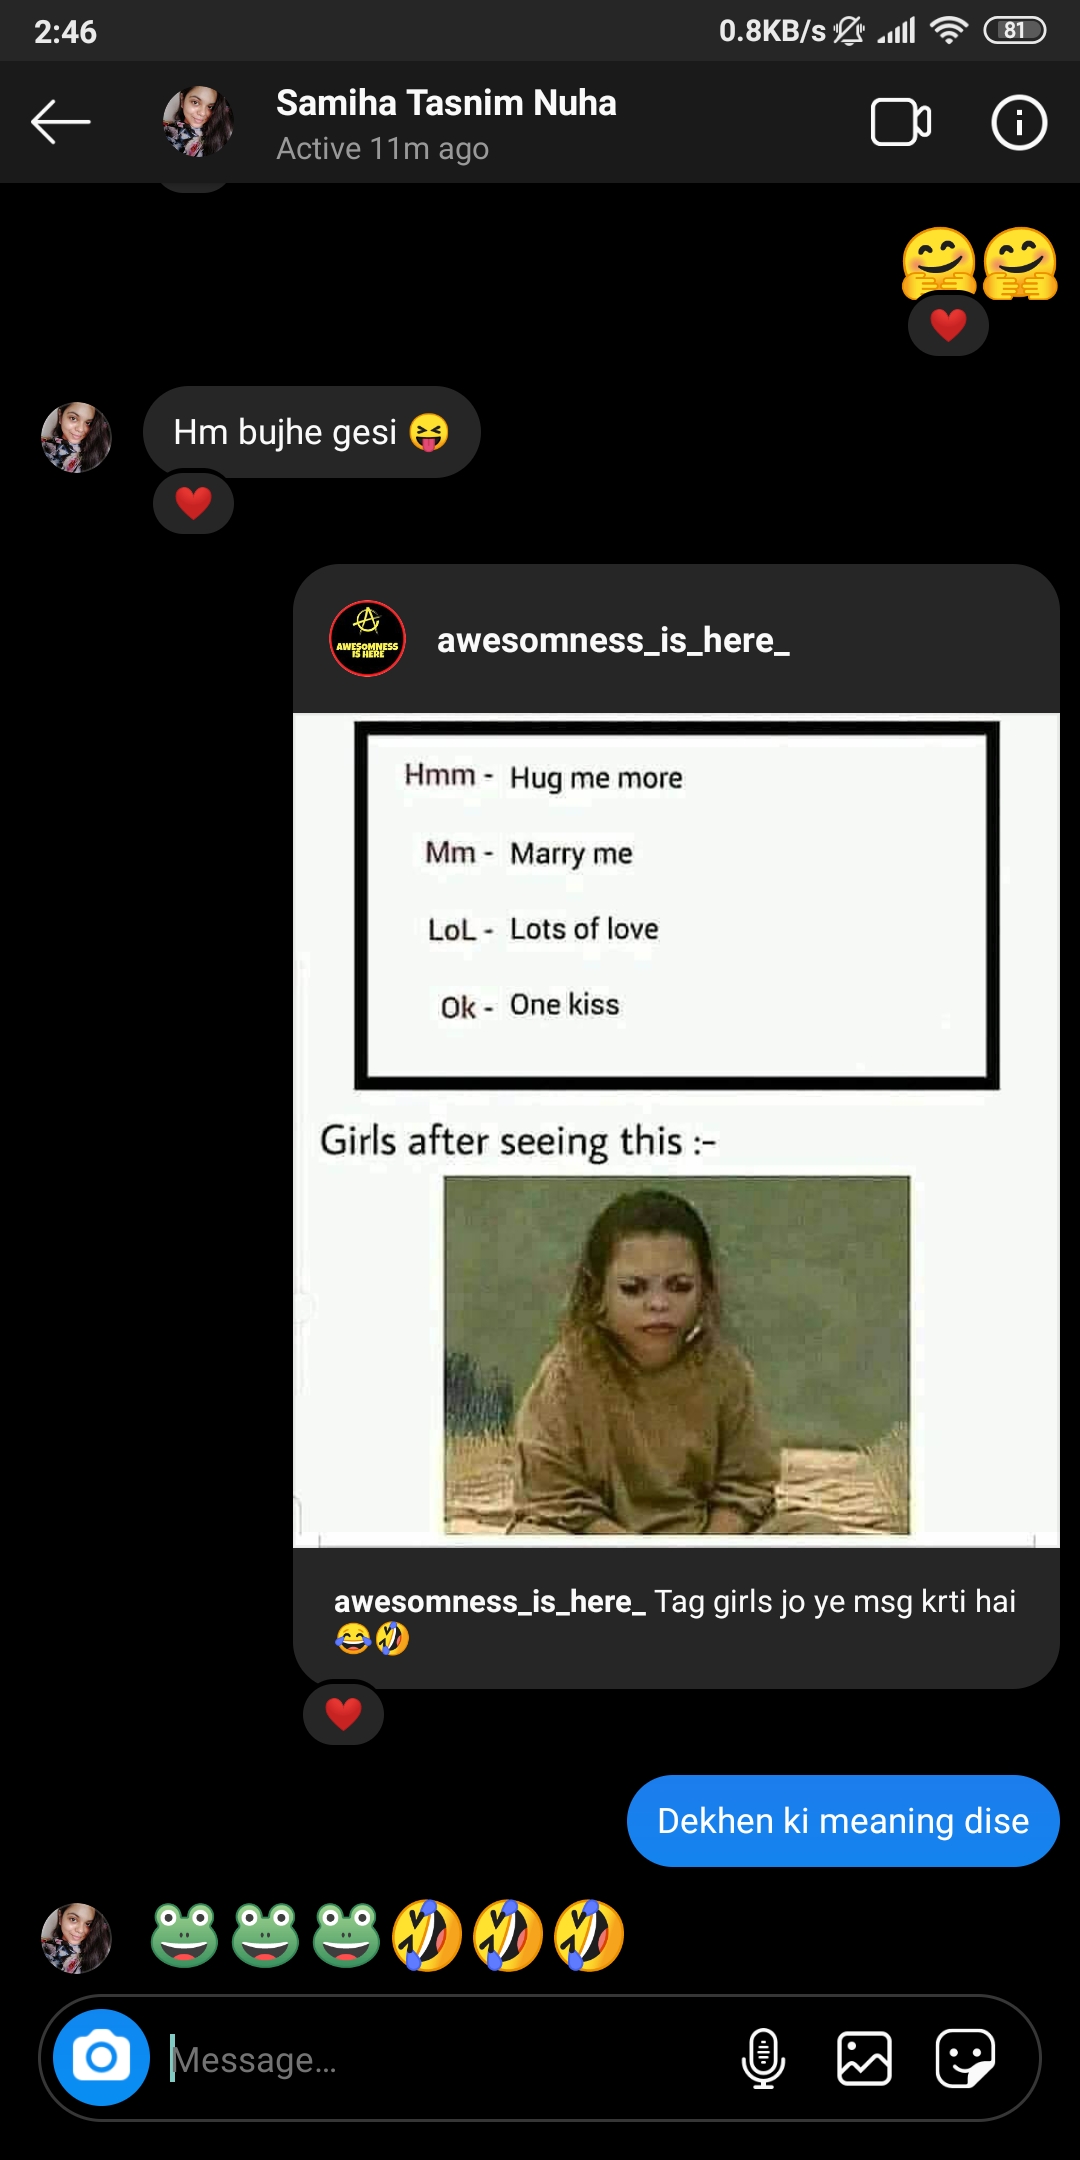 2:46 0.8KB/s 81
Samiha Tasnim Nuha
Active 11m ago
🤗🤗
❤️
Hm bujhe gesi 😝
❤️
AWESOMNESS
IS HERE
awesomness_is_here_
Hmm - Hug me more
Mm - Marry me
LoL - Lots of love
Ok - One kiss
Girls after seeing this :-
awesomness_is_here_ Tag girls jo ye msg krti hai
😂🤣
❤️
Dekhen ki meaning dise
🐸🐸🐸🤣🤣🤣
Message...